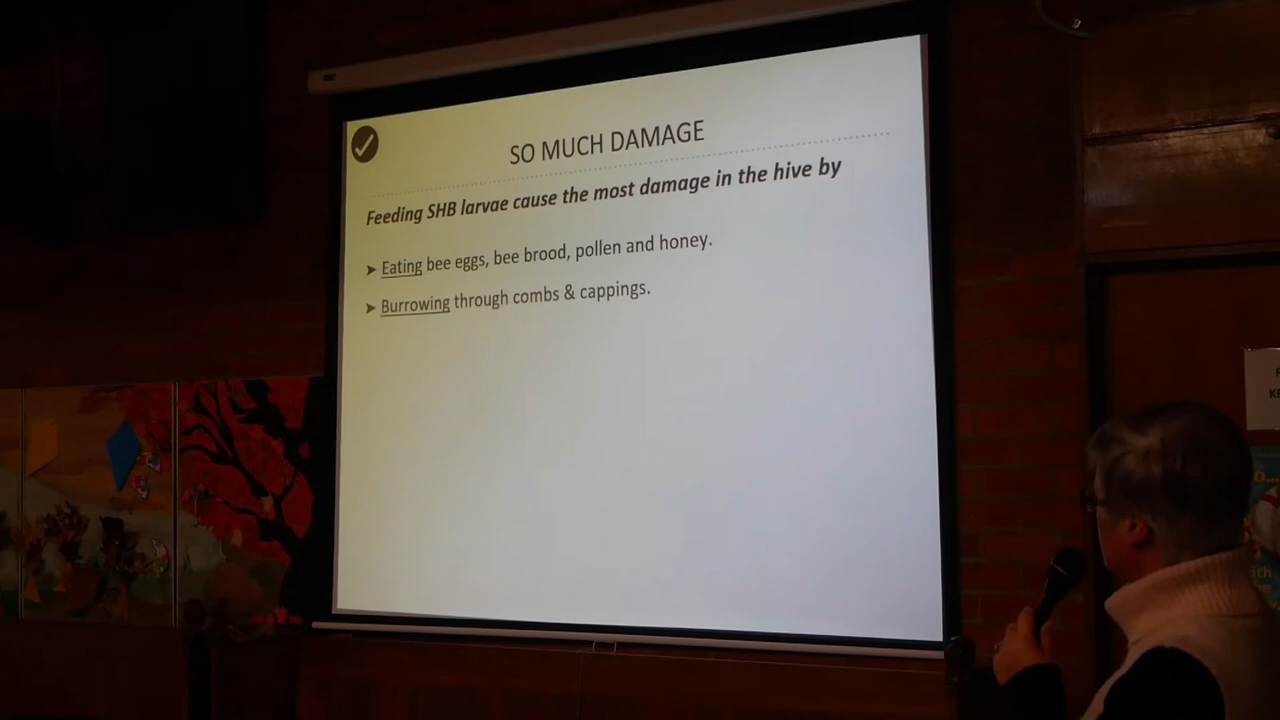 SO MUCH DAMAGE
Feeding SHB larvae cause the most damage in the hive by
➤ Eating bee eggs, bee brood, pollen and honey.
➤ Burrowing through combs & cappings.